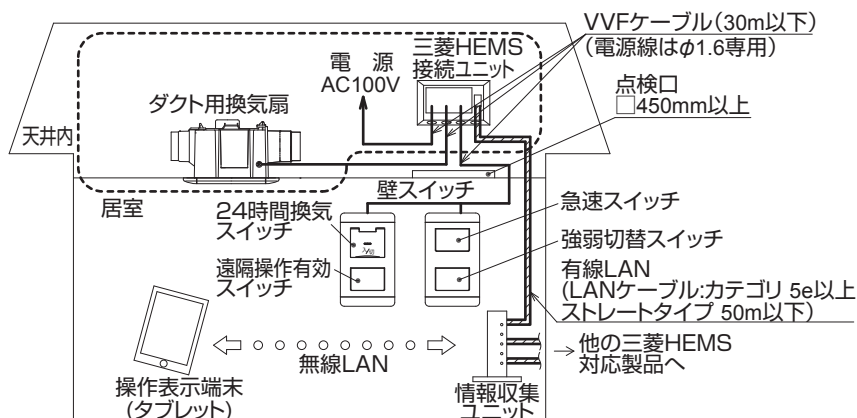 VVFケーブル(30m以下)
(電源線はφ1.6専用)
三菱HEMS
接続ユニット
電 源
AC100V
点検口
□450mm以上
ダクト用換気扇
天井内
居室
壁スイッチ
24時間換気
スイッチ
遠隔操作有効
スイッチ
急速スイッチ
強弱切替スイッチ
有線LAN
(LANケーブル:カテゴリ 5e以上
ストレートタイプ 50m以下)
無線LAN
→他の三菱HEMS
対応製品へ
操作表示端末
(タブレット)
情報収集
ユニット